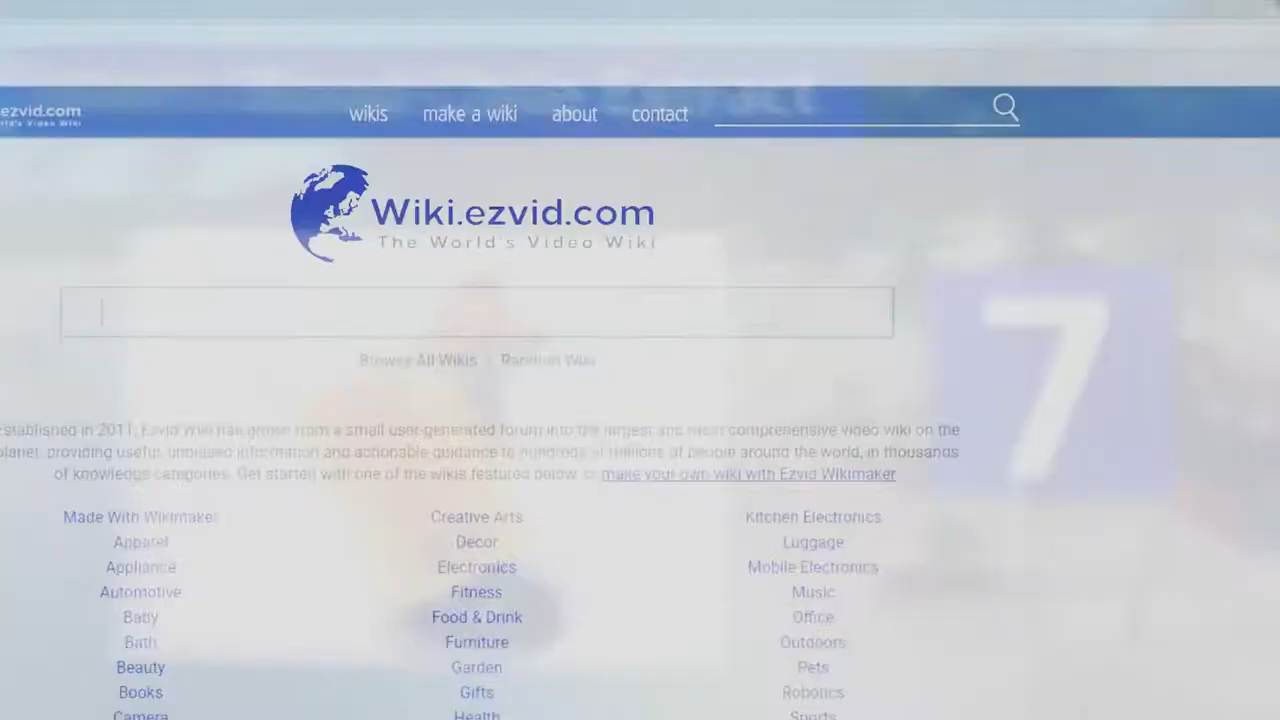 ezvid.com
wikis make a wiki about contact
Wiki.ezvid.com
The World's Video Wiki
7
Browse All Wikis Random Wiki
Established in 2011, Ezvid Wiki has grown from a small user-generated forum into the largest and most comprehensive video wiki on the
planet, providing useful, unbiased information and actionable guidance to hundreds of millions of people around the world, in thousands
of knowledge categories. Get started with one of the wikis featured below, or make your own wiki with Ezvid Wikimaker
Made With Wikimaker Creative Arts Kitchen Electronics
Apparel Decor Luggage
Appliance Electronics Mobile Electronics
Automotive Fitness Music
Baby Food & Drink Office
Bath Furniture Outdoors
Beauty Garden Pets
Books Gifts Robotics
Camera Health Sports